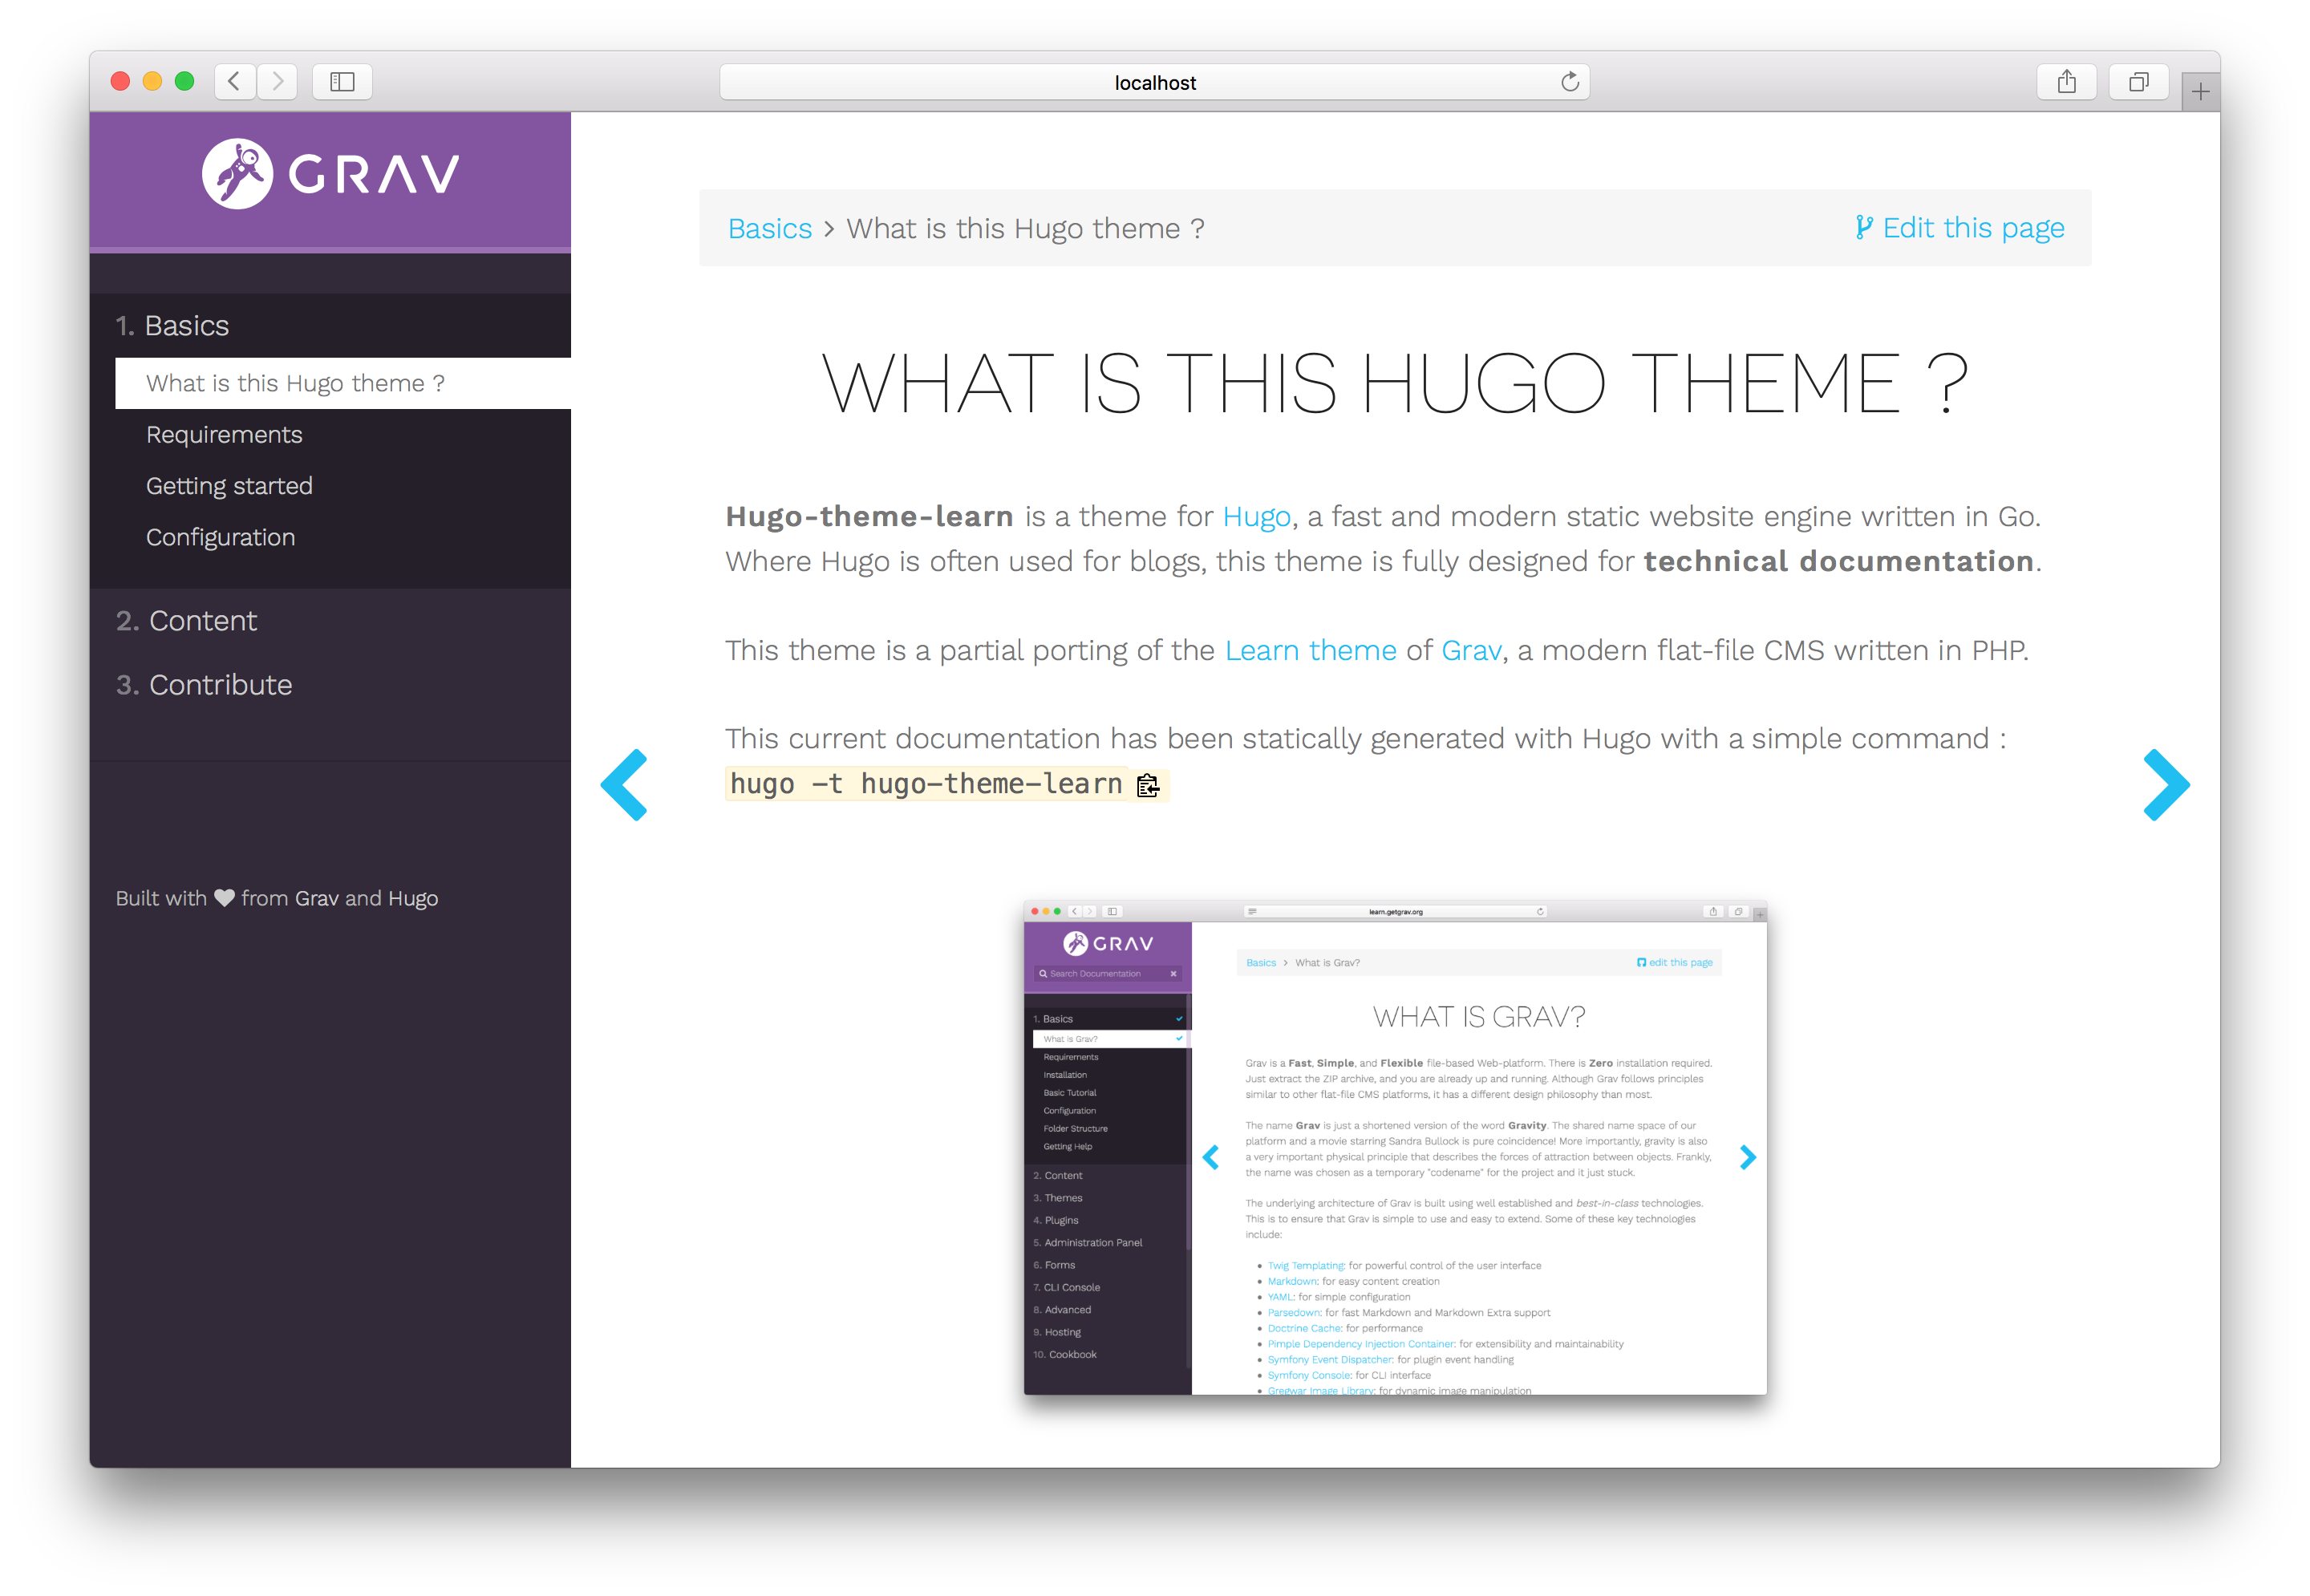 localhost
GRAV
1. Basics
What is this Hugo theme ?
Requirements
Getting started
Configuration
2. Content
3. Contribute
Built with from Grav and Hugo
Basics > What is this Hugo theme ?
Edit this page
WHAT IS THIS HUGO THEME ?
Hugo-theme-learn is a theme for Hugo, a fast and modern static website engine written in Go.
Where Hugo is often used for blogs, this theme is fully designed for technical documentation.
This theme is a partial porting of the Learn theme of Grav, a modern flat-file CMS written in PHP.
This current documentation has been statically generated with Hugo with a simple command :
hugo -t hugo-theme-learn
learn.getgrav.org
GRAV
Search Documentation
1. Basics
What is Grav?
Requirements
Installation
Basic Tutorial
Configuration
Folder Structure
Getting Help
2. Content
3. Themes
4. Plugins
5. Administration Panel
6. Forms
7. CLI Console
8. Advanced
9. Hosting
10. Cookbook
Basics > What is Grav?
edit this page
WHAT IS GRAV?
Grav is a Fast, Simple, and Flexible file-based Web-platform. There is Zero installation required.
Just extract the ZIP archive, and you are already up and running. Although Grav follows principles
similar to other flat-file CMS platforms, it has a different design philosophy than most.
The name Grav is just a shortened version of the word Gravity. The shared name space of our
platform and a movie starring Sandra Bullock is pure coincidence! More importantly, gravity is also
a very important physical principle that describes the forces of attraction between objects. Frankly,
the name was chosen as a temporary "codename" for the project and it just stuck.
The underlying architecture of Grav is built using well established and best-in-class technologies.
This is to ensure that Grav is simple to use and easy to extend. Some of these key technologies
include:
• Twig Templating: for powerful control of the user interface
• Markdown: for easy content creation
• YAML: for simple configuration
• Parsedown: for fast Markdown and Markdown Extra support
• Doctrine Cache: for performance
• Pimple Dependency Injection Container: for extensibility and maintainability
• Symfony Event Dispatcher: for plugin event handling
• Symfony Console: for CLI interface
• Gregwar Image Library: for dynamic image manipulation